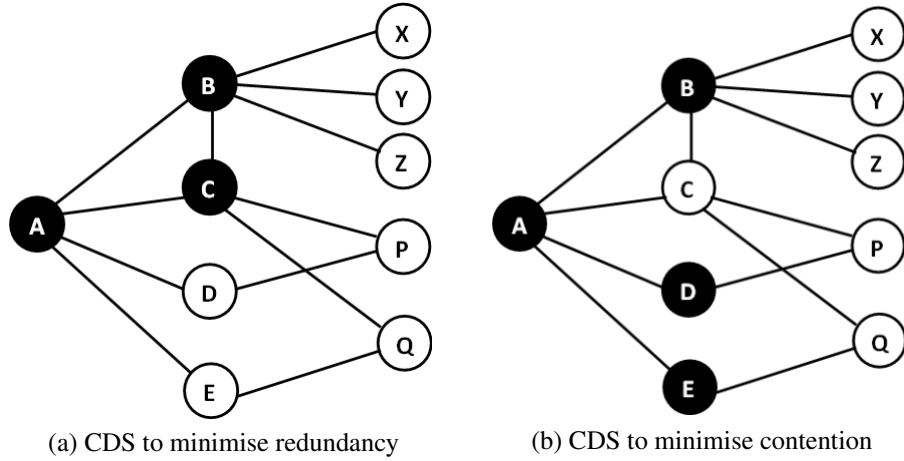 X
B
Y
Z
C
A
P
D
Q
E
(a) CDS to minimise redundancy
X
B
Y
Z
C
A
P
D
Q
E
(b) CDS to minimise contention